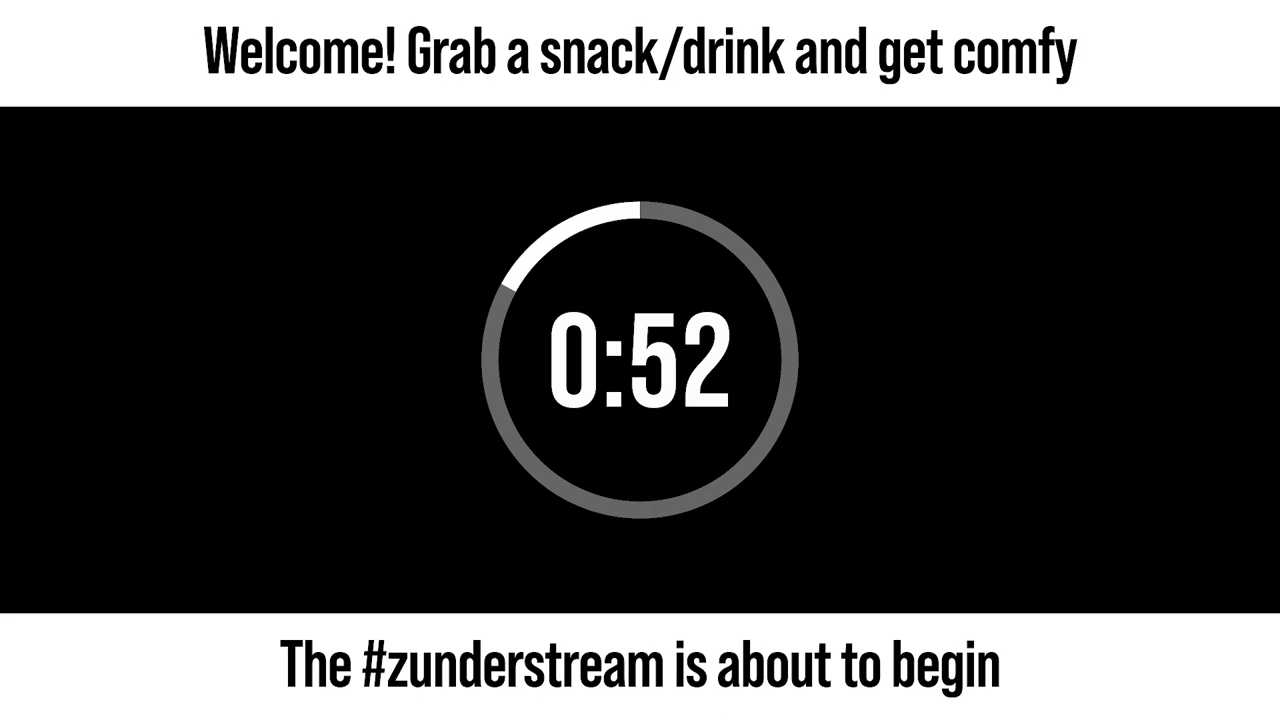 Welcome! Grab a snack/drink and get comfy
0:52
The #zunderstream is about to begin